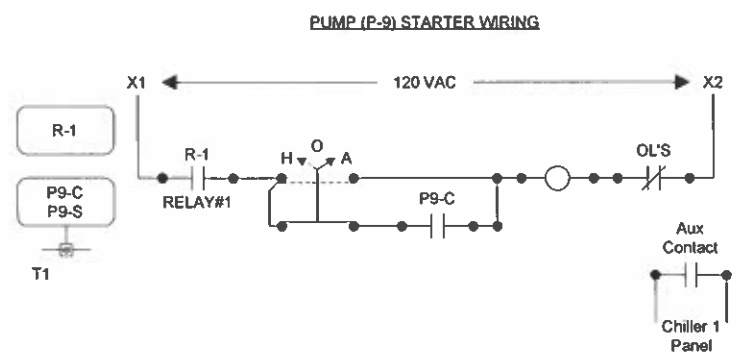 PUMP (P-9) STARTER WIRING
X1
120 VAC
X2
R-1
R-1
H
O
A
OL'S
RELAY#1
P9-C
P9-C
P9-S
T1
Aux
Contact
Chiller 1
Panel